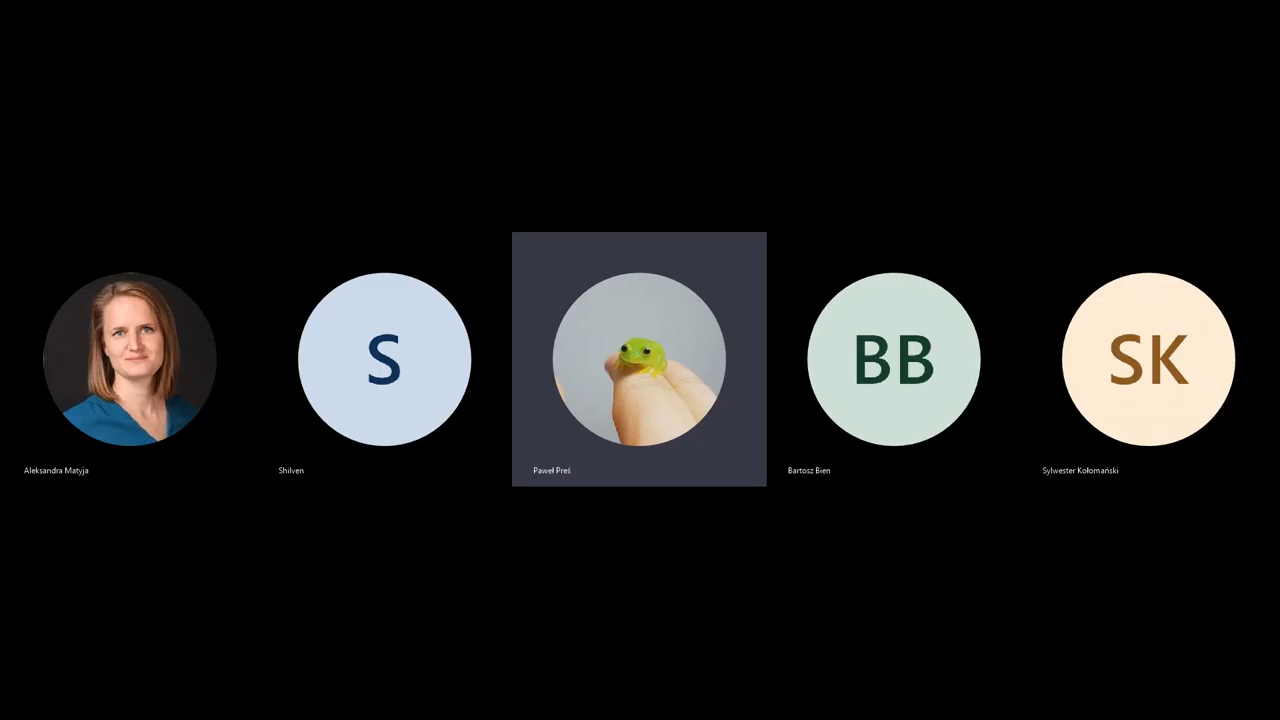 S
BB
SK
Aleksandra Matyja
Shilven
Paweł Preś
Bartosz Bien
Sylwester Kołomański